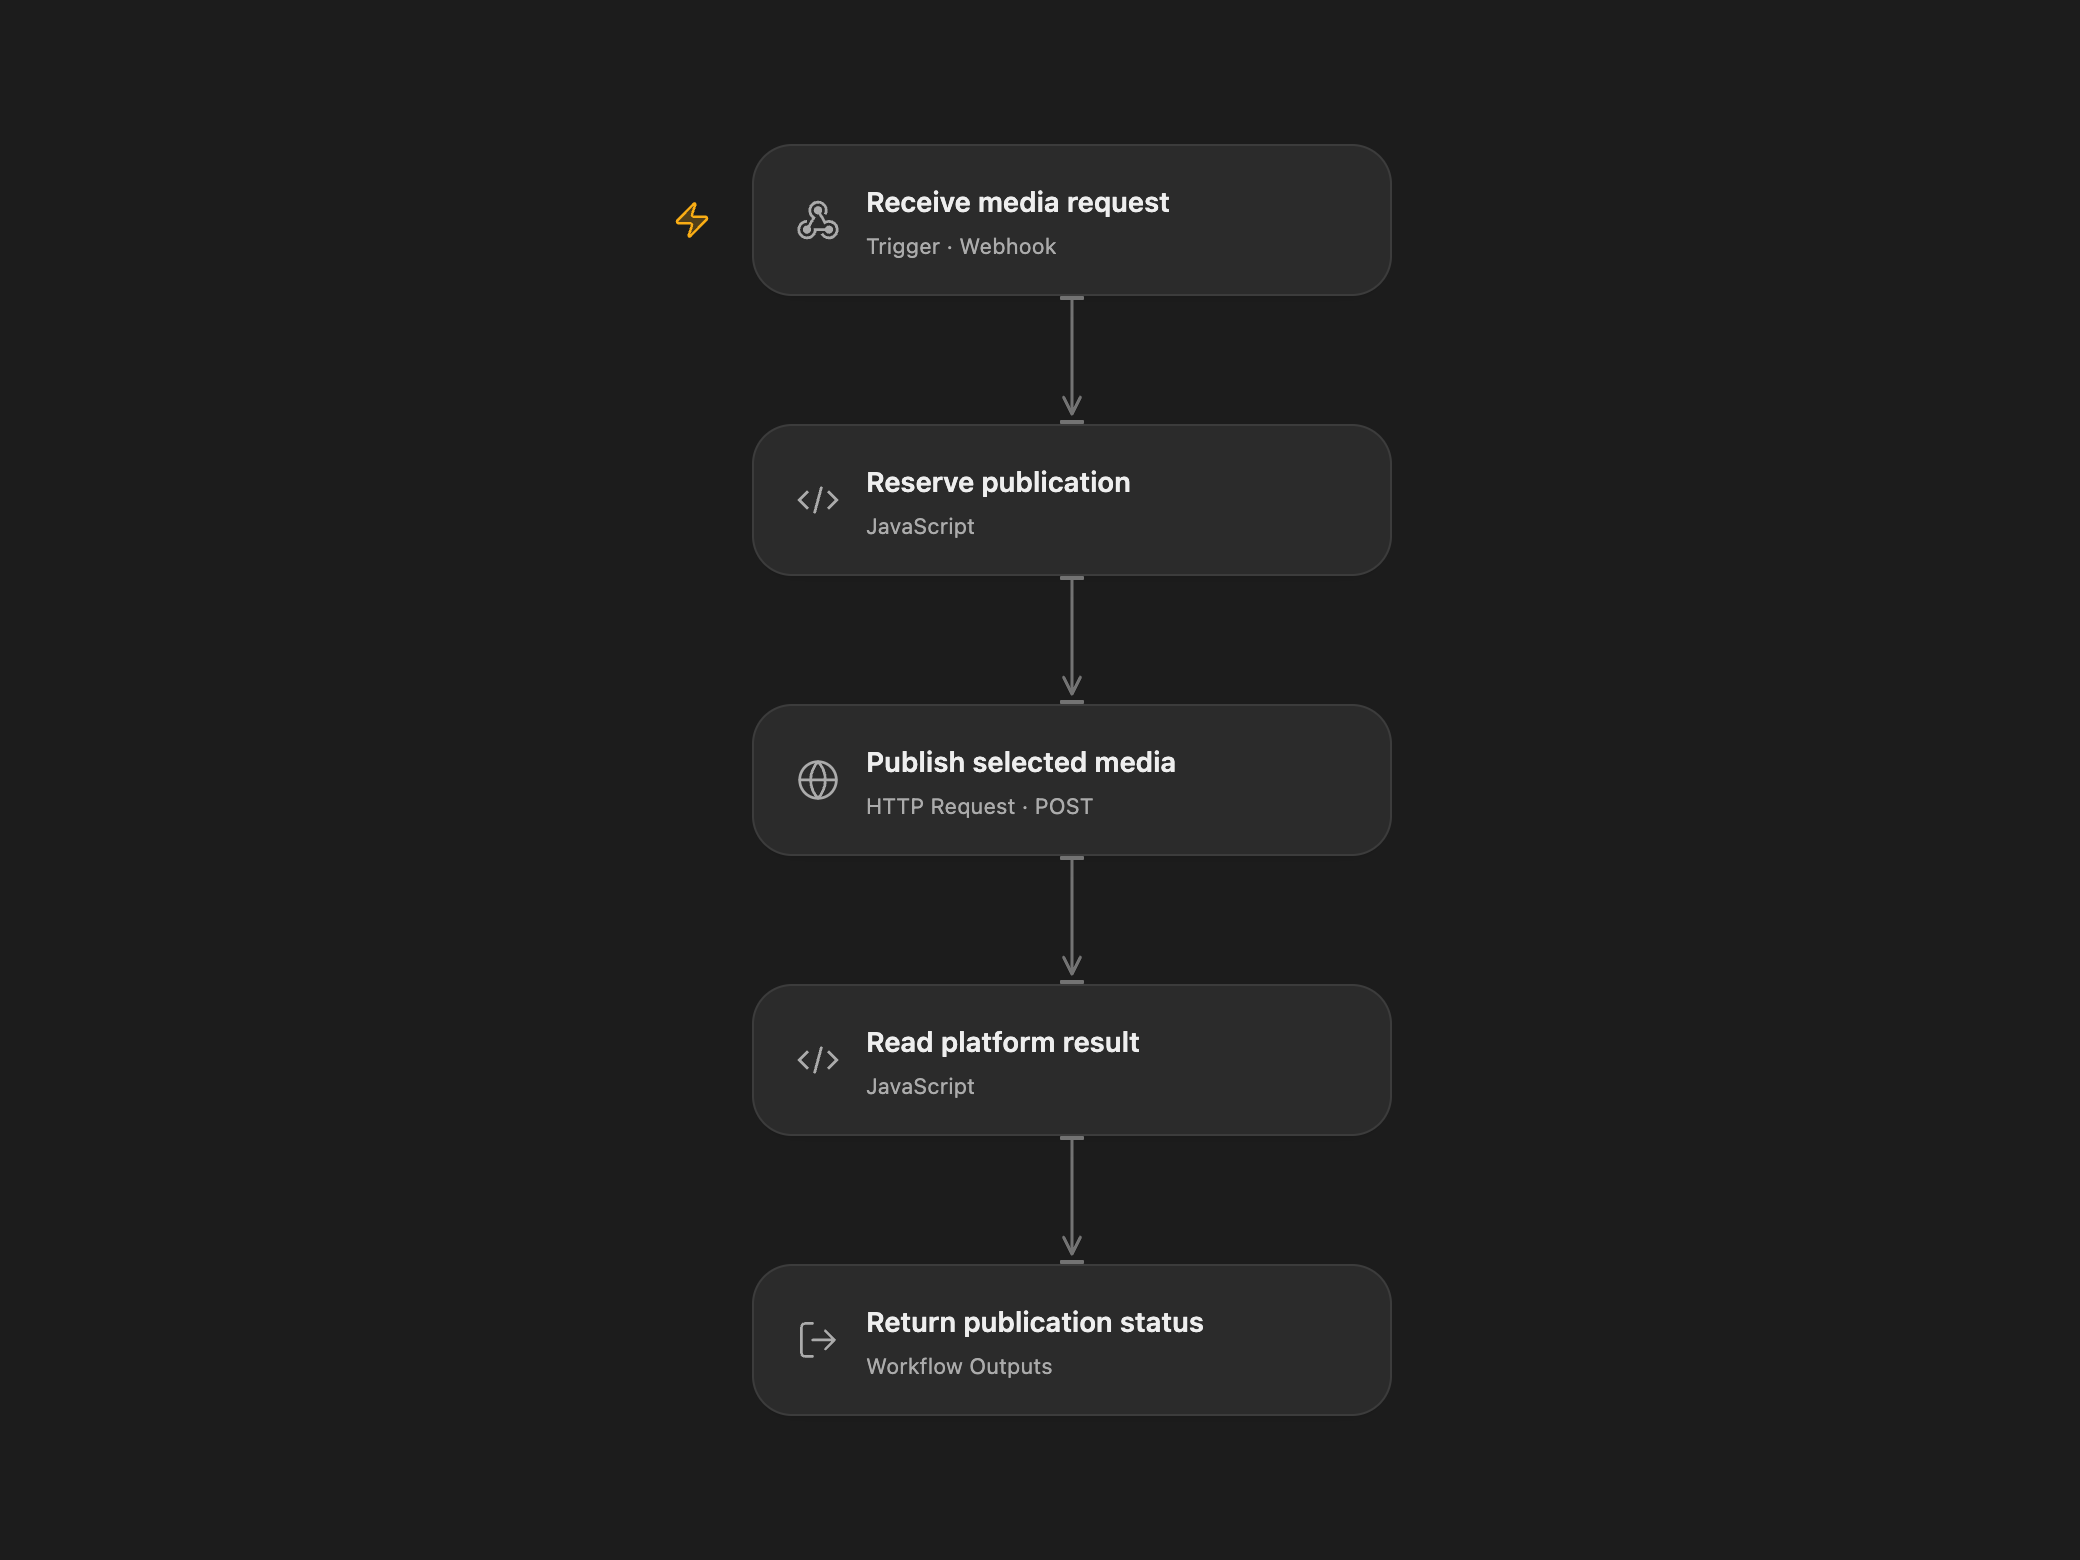 Receive media request
Trigger · Webhook
Reserve publication
JavaScript
Publish selected media
HTTP Request · POST
Read platform result
JavaScript
Return publication status
Workflow Outputs